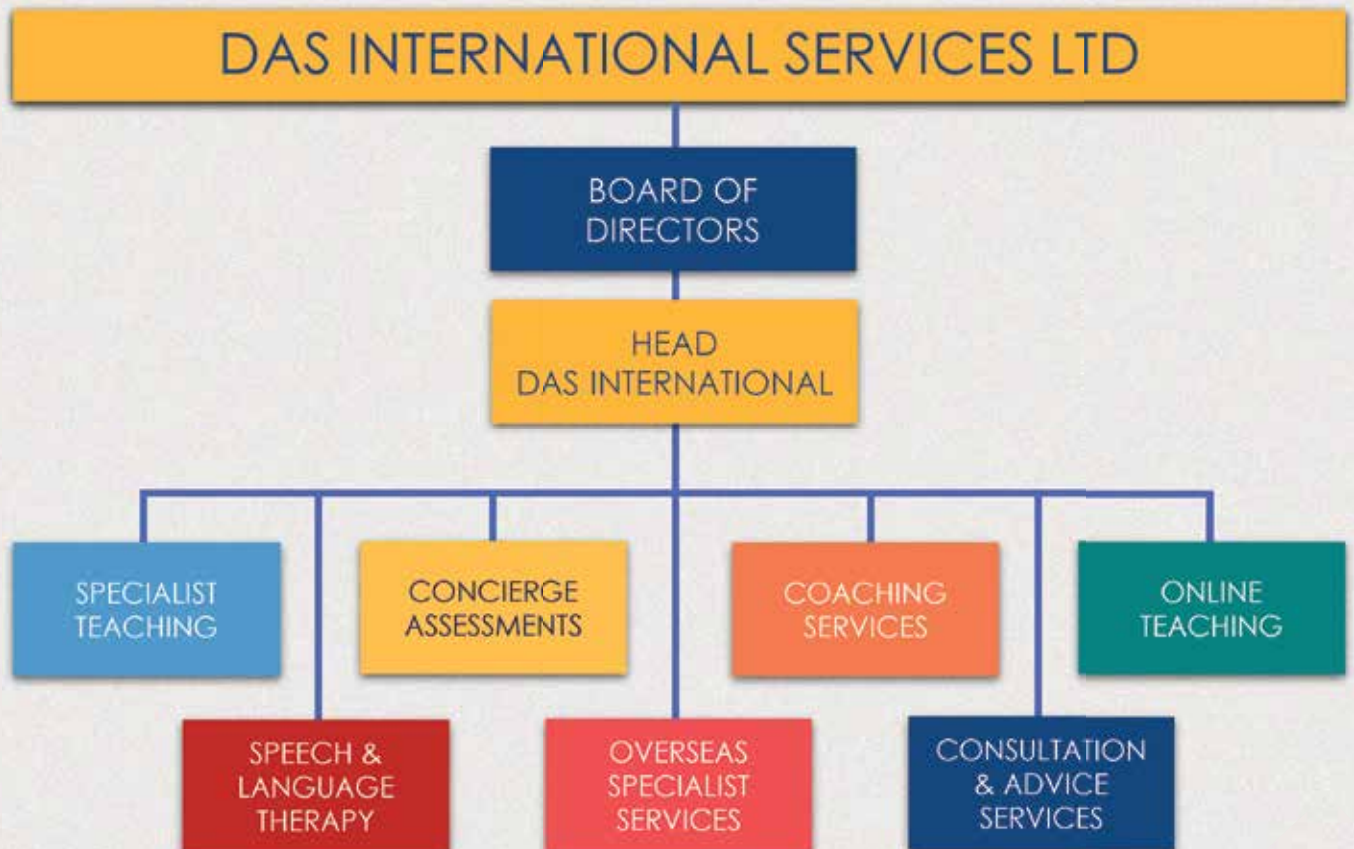 DAS INTERNATIONAL SERVICES LTD
BOARD OF
DIRECTORS
HEAD
DAS INTERNATIONAL
SPECIALIST
TEACHING
CONCIERGE
ASSESSMENTS
COACHING
SERVICES
ONLINE
TEACHING
SPEECH &
LANGUAGE
THERAPY
OVERSEAS
SPECIALIST
SERVICES
CONSULTATION
& ADVICE
SERVICES